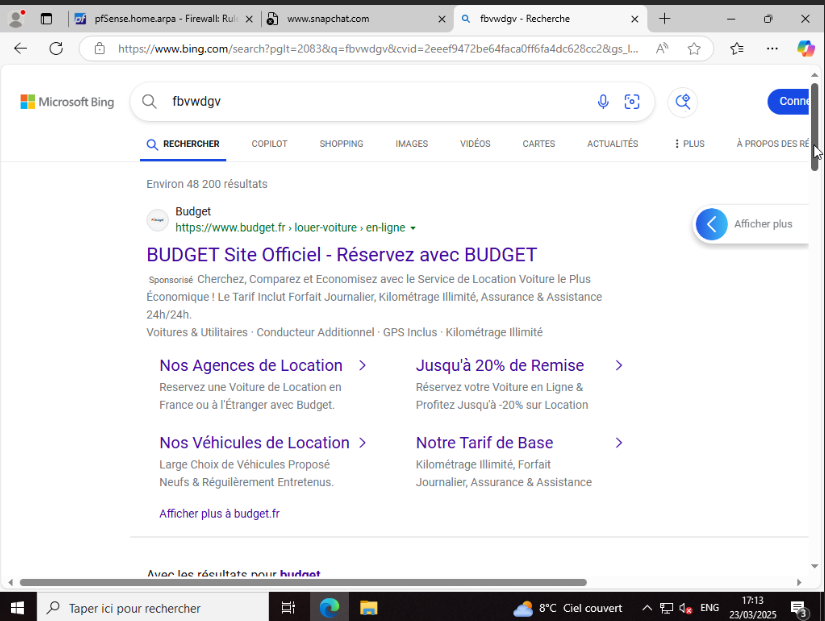 pfSense.home.arpa - Firewall: Rul
www.snapchat.com
fbvwdgv - Recherche
https://www.bing.com/search?pglt=2083&q=fbvwdgv&cvid=2eeef9472be64faca0ff6fa4dc628cc2&gs_l...
Microsoft Bing
fbvwdgv
Conne
RECHERCHER
COPILOT
SHOPPING
IMAGES
VIDÉOS
CARTES
ACTUALITÉS
PLUS
À PROPOS DES RÉ
Environ 48 200 résultats
Budget
https://www.budget.fr › louer-voiture › en-ligne
Afficher plus
BUDGET Site Officiel - Réservez avec BUDGET
Sponsorisé Cherchez, Comparez et Economisez avec le Service de Location Voiture le Plus
Économique ! Le Tarif Inclut Forfait Journalier, Kilométrage Illimité, Assurance & Assistance
24h/24h.
Voitures & Utilitaires · Conducteur Additionnel · GPS Inclus · Kilométrage Illimité
Nos Agences de Location
Reservez une Voiture de Location en
France ou à l'Étranger avec Budget.
Jusqu'à 20% de Remise
Réservez votre Voiture en Ligne &
Profitez Jusqu'à -20% sur Location
Nos Véhicules de Location
Large Choix de Véhicules Proposé
Neufs & Réguilèrement Entretenus.
Notre Tarif de Base
Kilométrage Illimité, Forfait
Journalier, Assurance & Assistance
Afficher plus à budget.fr
Avec les résultats pour budget
Taper ici pour rechercher
8°C Ciel couvert
ENG
17:13
23/03/2025
3